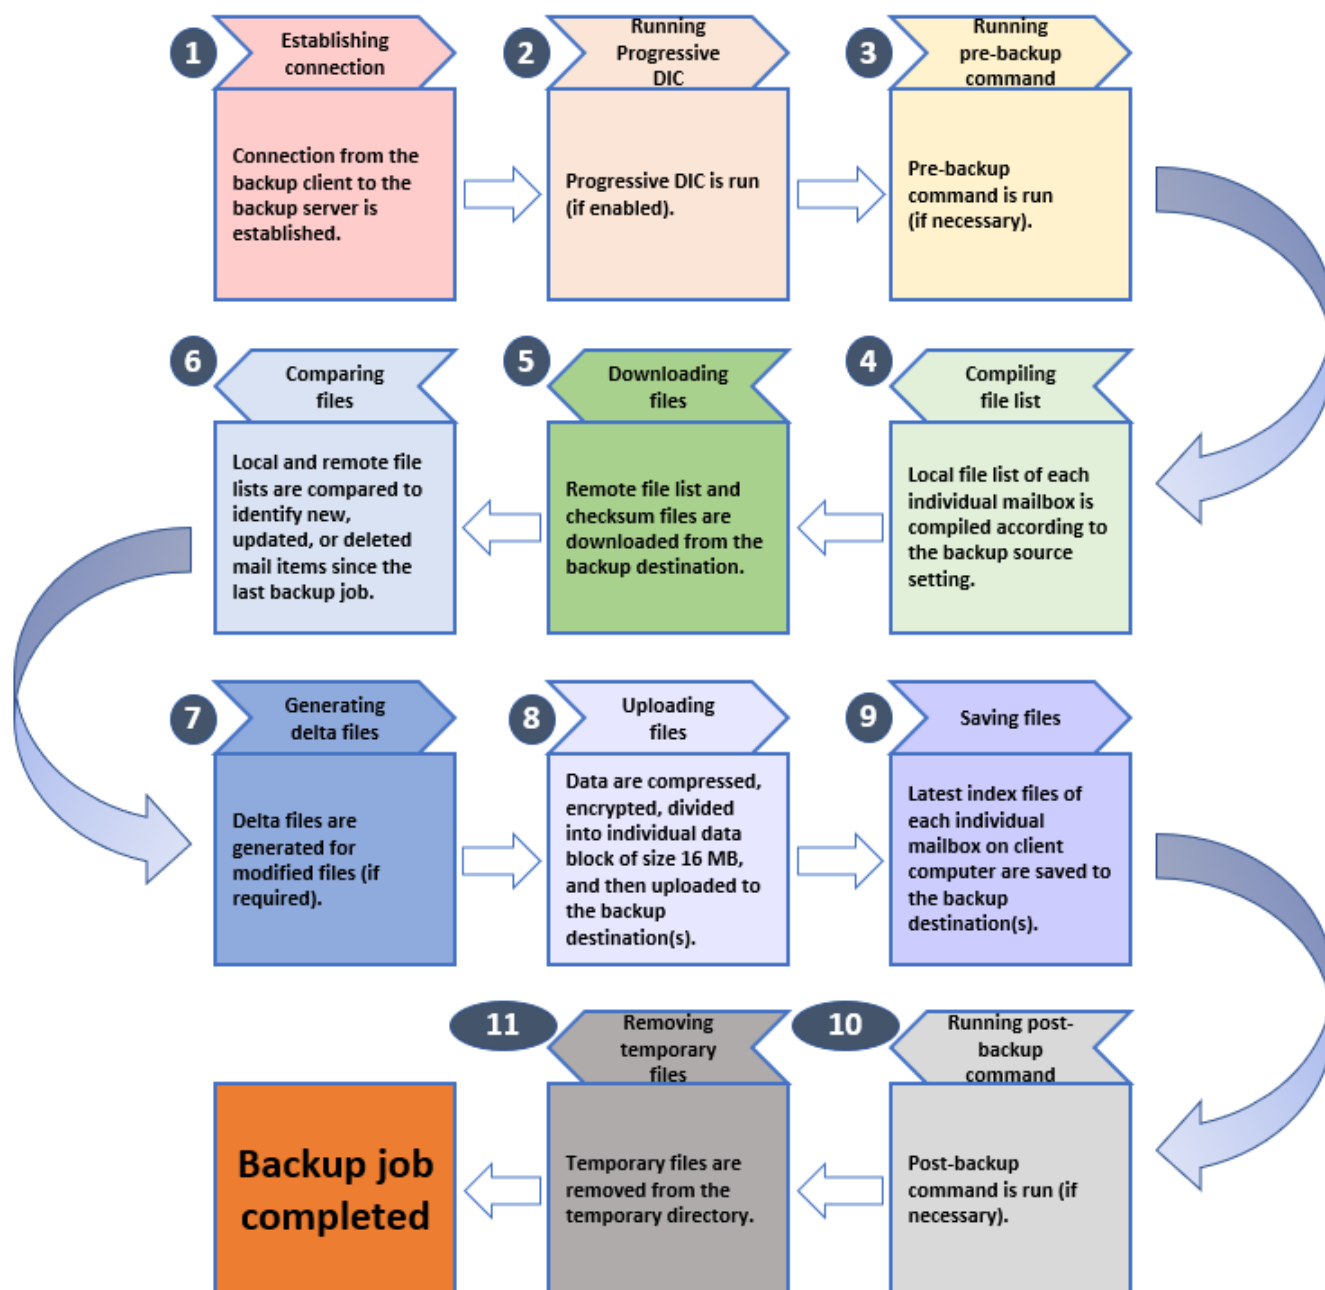 1
Establishing
connection
Connection from the
backup client to the
backup server is
established.
2
Running
Progressive
DIC
Progressive DIC is run
(if enabled).
3
Running
pre-backup
command
Pre-backup
command is run
(if necessary).
4
Compiling
file list
Local file list of each
individual mailbox is
compiled according to
the backup source
setting.
5
Downloading
files
Remote file list and
checksum files are
downloaded from the
backup destination.
6
Comparing
files
Local and remote file
lists are compared to
identify new,
updated, or deleted
mail items since the
last backup job.
7
Generating
delta files
Delta files are
generated for
modified files (if
required).
8
Uploading
files
Data are compressed,
encrypted, divided
into individual data
block of size 16 MB,
and then uploaded to
the backup
destination(s).
9
Saving files
Latest index files of
each individual
mailbox on client
computer are saved to
the backup
destination(s).
10
Running post-
backup
command
Post-backup
command is run (if
necessary).
11
Removing
temporary
files
Temporary files are
removed from the
temporary directory.
Backup job
completed